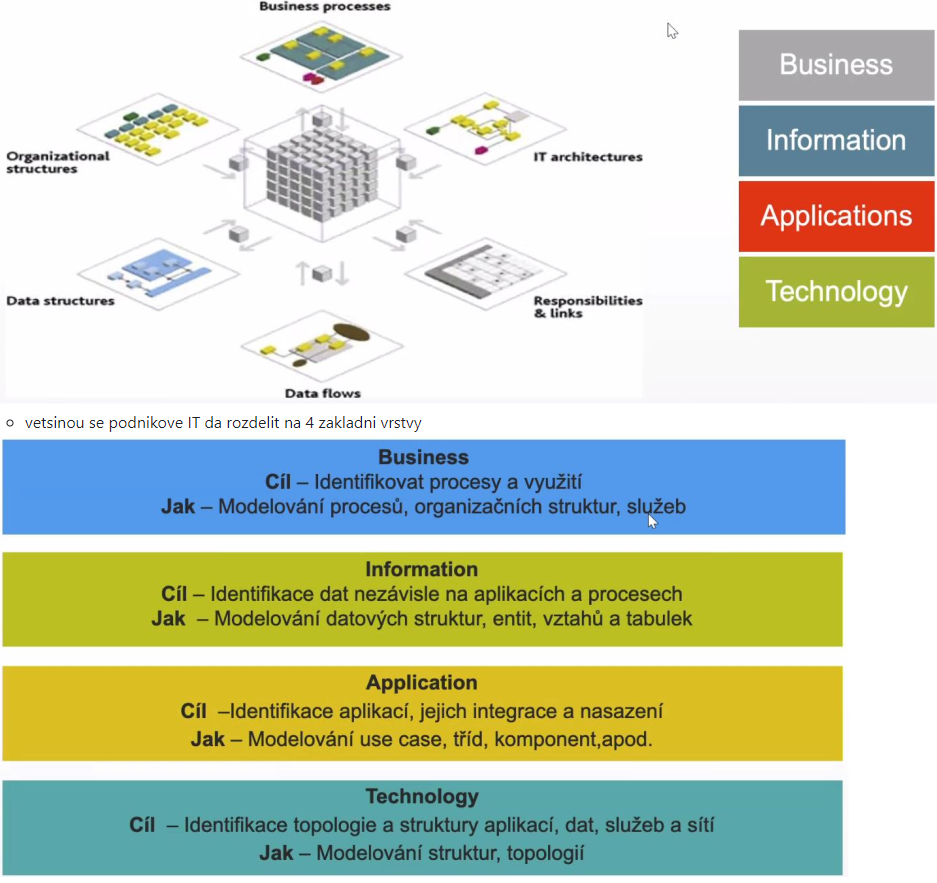 Business processes
Organizational
structures
IT architectures
Data structures
Responsibilities
& links
Data flows
Business
Information
Applications
Technology
vetsinou se podnikove IT da rozdelit na 4 zakladni vrstvy
Business
Cíl – Identifikovat procesy a využití
Jak – Modelování procesů, organizačních struktur, služeb
Information
Cíl – Identifikace dat nezávisle na aplikacích a procesech
Jak – Modelování datových struktur, entit, vztahů a tabulek
Application
Cíl –Identifikace aplikací, jejich integrace a nasazení
Jak – Modelování use case, tříd, komponent,apod.
Technology
Cíl – Identifikace topologie a struktury aplikací, dat, služeb a sítí
Jak – Modelování struktur, topologií